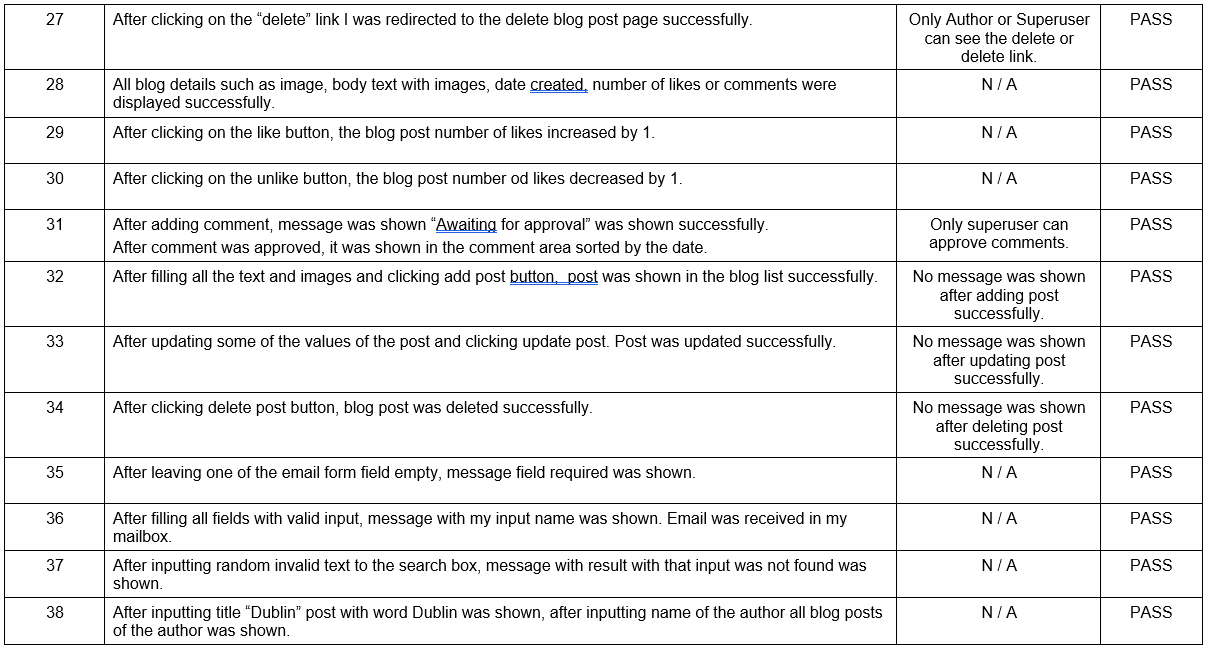 27 After clicking on the “delete” link I was redirected to the delete blog post page successfully. Only Author or Superuser PASS
can see the delete or
delete link.
28 All blog details such as image, body text with images, date created, number of likes or comments were N / A PASS
displayed successfully.
29 After clicking on the like button, the blog post number of likes increased by 1. N / A PASS
30 After clicking on the unlike button, the blog post number od likes decreased by 1. N / A PASS
31 After adding comment, message was shown “Awaiting for approval” was shown successfully. Only superuser can PASS
After comment was approved, it was shown in the comment area sorted by the date. approve comments.
32 After filling all the text and images and clicking add post button,  post was shown in the blog list successfully. No message was shown PASS
after adding post
successfully.
33 After updating some of the values of the post and clicking update post. Post was updated successfully. No message was shown PASS
after updating post
successfully.
34 After clicking delete post button, blog post was deleted successfully. No message was shown PASS
after deleting post
successfully.
35 After leaving one of the email form field empty, message field required was shown. N / A PASS
36 After filling all fields with valid input, message with my input name was shown. Email was received in my N / A PASS
mailbox.
37 After inputting random invalid text to the search box, message with result with that input was not found was N / A PASS
shown.
38 After inputting title “Dublin” post with word Dublin was shown, after inputting name of the author all blog posts N / A PASS
of the author was shown.